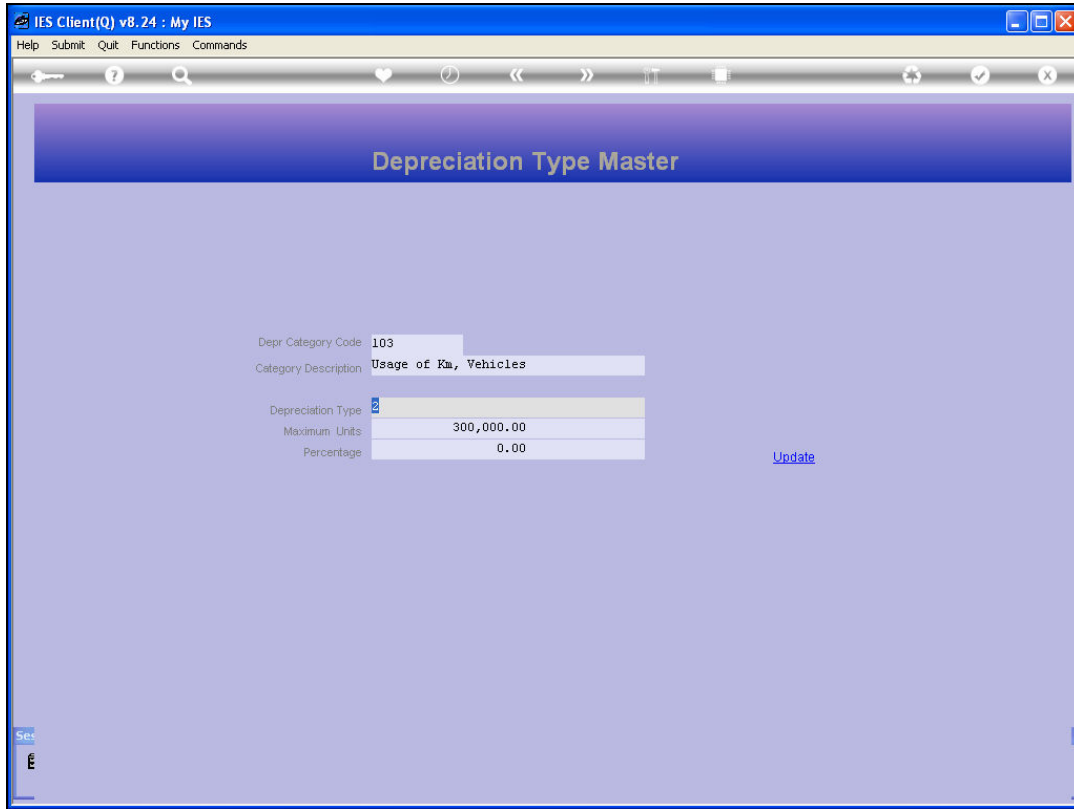 IES Client(Q) v8.24 : My IES
Help Submit Quit Functions Commands
Depreciation Type Master
Depr Category Code 103
Category Description Usage of Km, Vehicles
Depreciation Type 2
Maximum Units 300,000.00
Percentage 0.00
Update
Ses